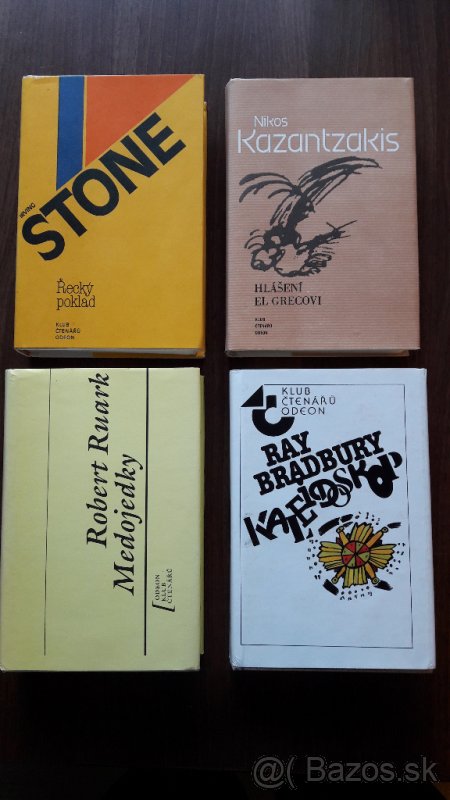 IRVING
STONE
Řecký
poklad
KLUB
ČTENÁŘŮ
ODEON
Nikos
Kazantzakis
HLÁŠENÍ
EL GRECOVI
KLUB
ČTENÁŘŮ
ODEON
Robert Ruark
Medojedky
ODEON
KLUB
ČTENÁŘŮ
KLUB
ČTENÁŘŮ
ODEON
RAY
BRADBURY
KALEIDOSKOP
@( Bazos.sk